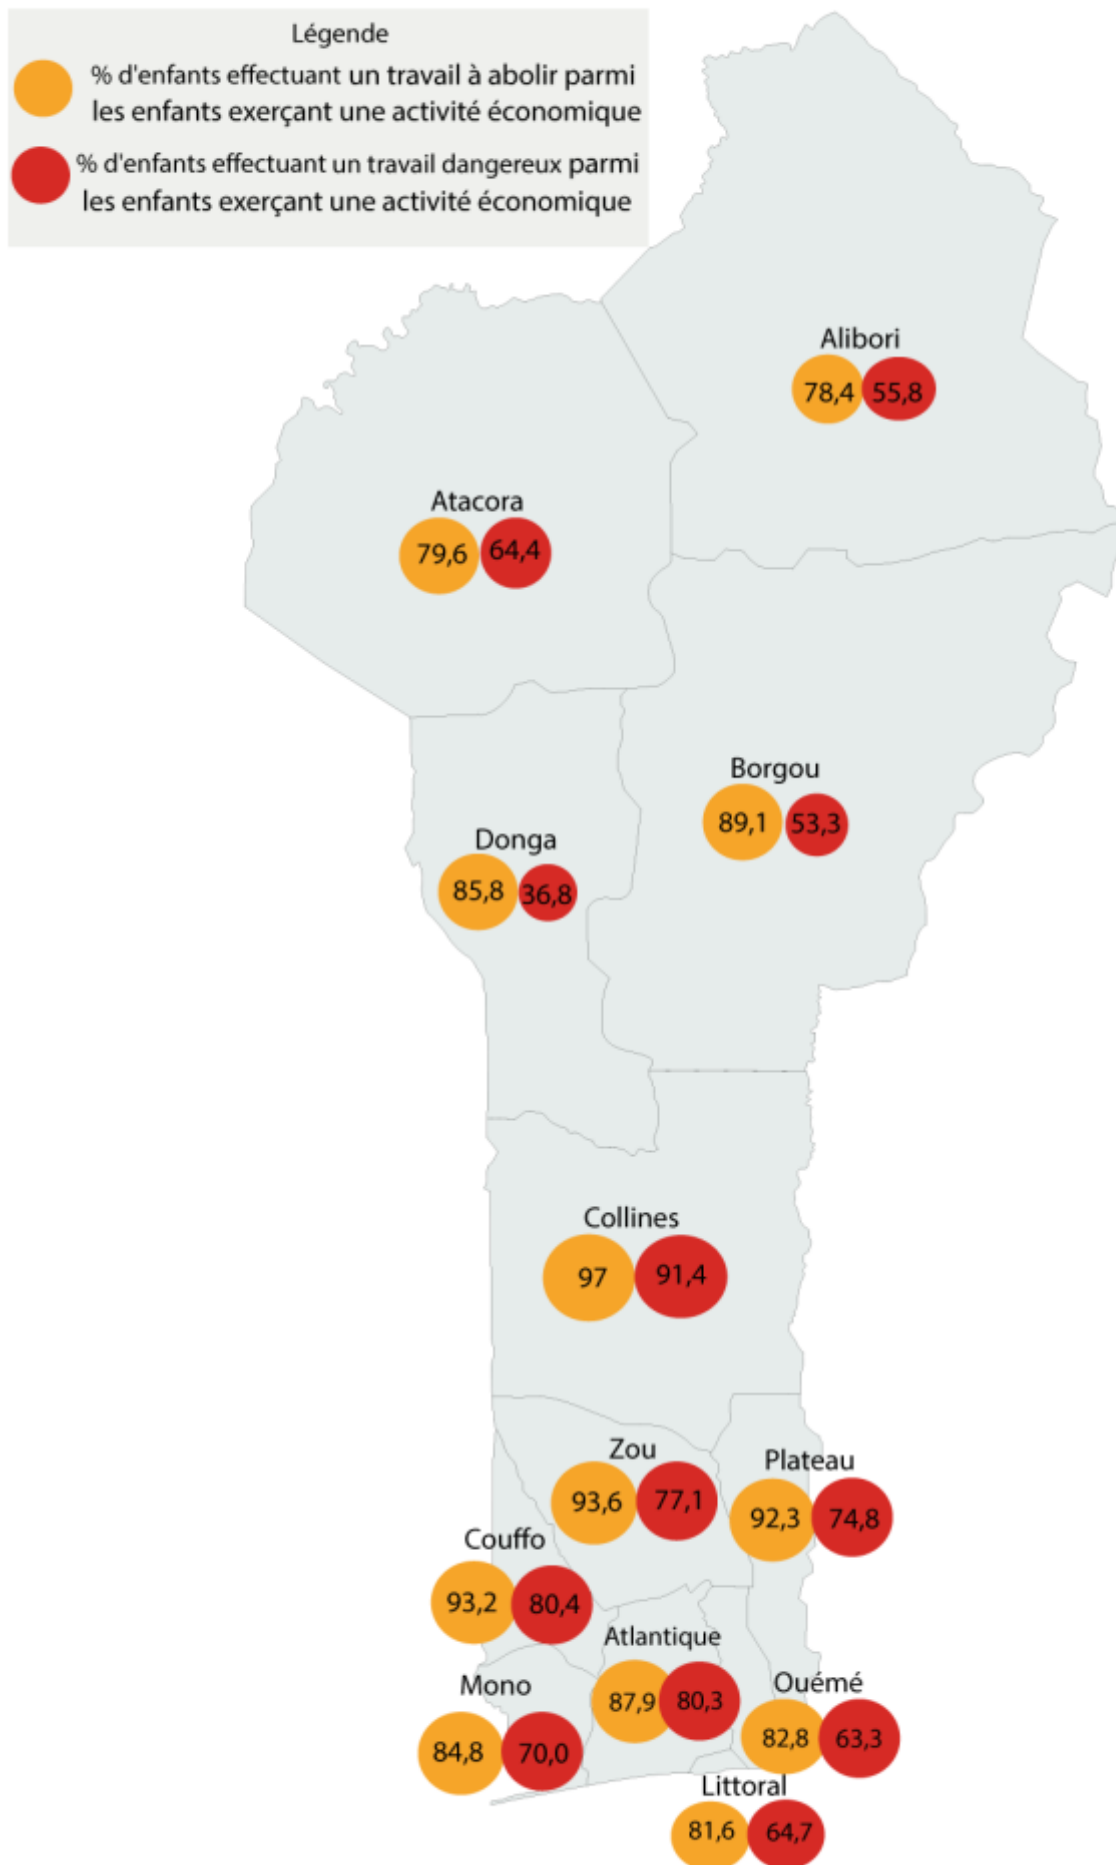 Légende
% d'enfants effectuant un travail à abolir parmi
les enfants exerçant une activité économique
% d'enfants effectuant un travail dangereux parmi
les enfants exerçant une activité économique
Alibori
78,4 55,8
Atacora
79,6 64,4
Borgou
89,1 53,3
Donga
85,8 36,8
Collines
97 91,4
Zou
93,6 77,1
Plateau
92,3 74,8
Couffo
93,2 80,4
Atlantique
87,9 80,3
Mono
84,8 70,0
Ouémé
82,8 63,3
Littoral
81,6 64,7